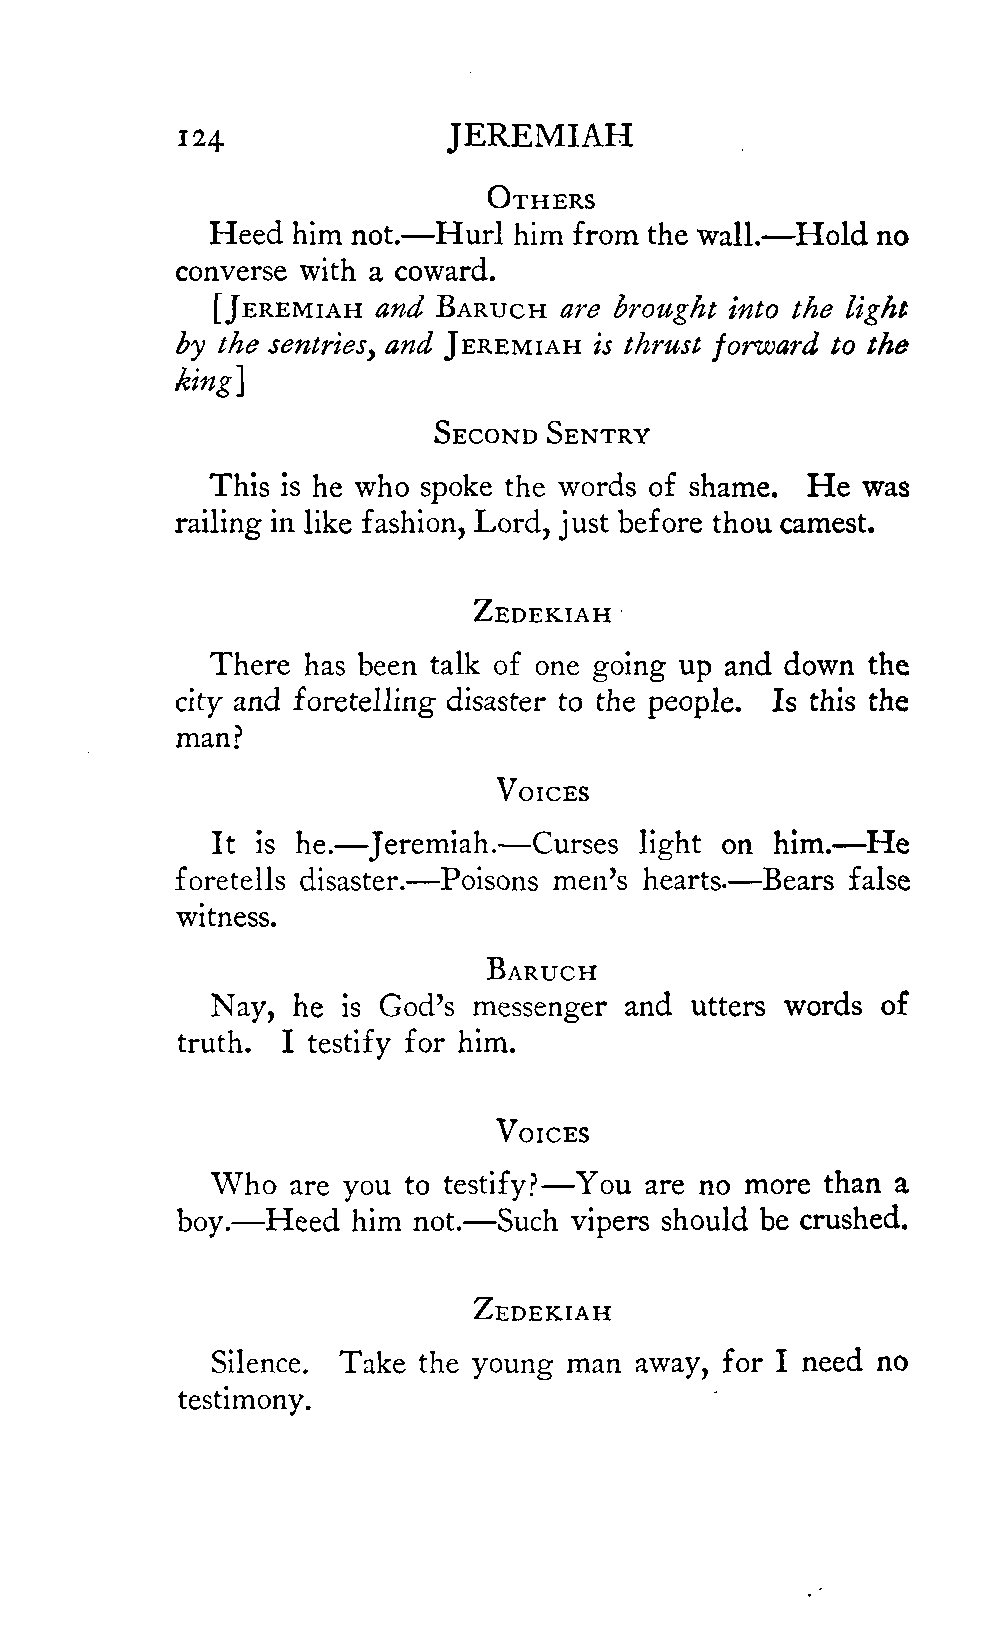 124 JEREMIAH
OTHERS
Heed him not.—Hurl him from the wall.—Hold no
converse with a coward.
[JEREMIAH and BARUCH are brought into the light
by the sentries, and JEREMIAH is thrust forward to the
king]
SECOND SENTRY
This is he who spoke the words of shame. He was
railing in like fashion, Lord, just before thou camest.
ZEDEKIAH
There has been talk of one going up and down the
city and foretelling disaster to the people. Is this the
man?
VOICES
It is he.—Jeremiah.—Curses light on him.—He
foretells disaster.—Poisons men's hearts.—Bears false
witness.
BARUCH
Nay, he is God's messenger and utters words of
truth. I testify for him.
VOICES
Who are you to testify?—You are no more than a
boy.—Heed him not.—Such vipers should be crushed.
ZEDEKIAH
Silence. Take the young man away, for I need no
testimony.